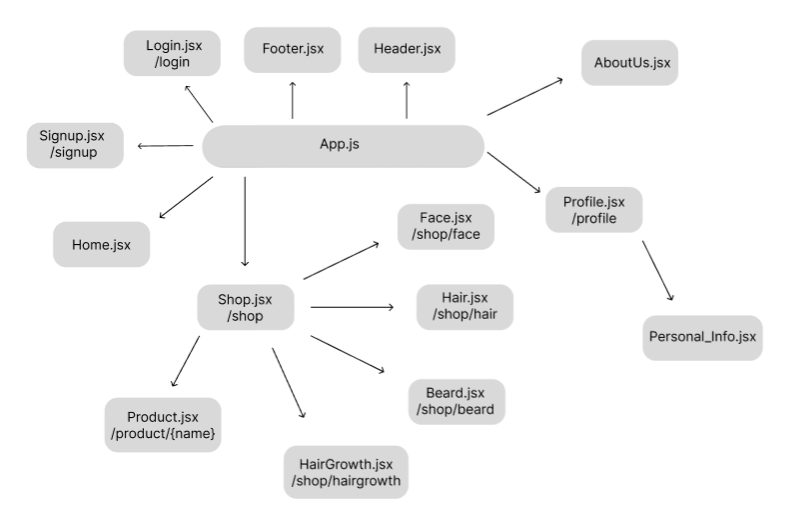 Login.jsx
/login
Footer.jsx
Header.jsx
AboutUs.jsx
Signup.jsx
/signup
App.js
Profile.jsx
/profile
Home.jsx
Face.jsx
/shop/face
Shop.jsx
/shop
Hair.jsx
/shop/hair
Personal_Info.jsx
Product.jsx
/product/{name}
Beard.jsx
/shop/beard
HairGrowth.jsx
/shop/hairgrowth